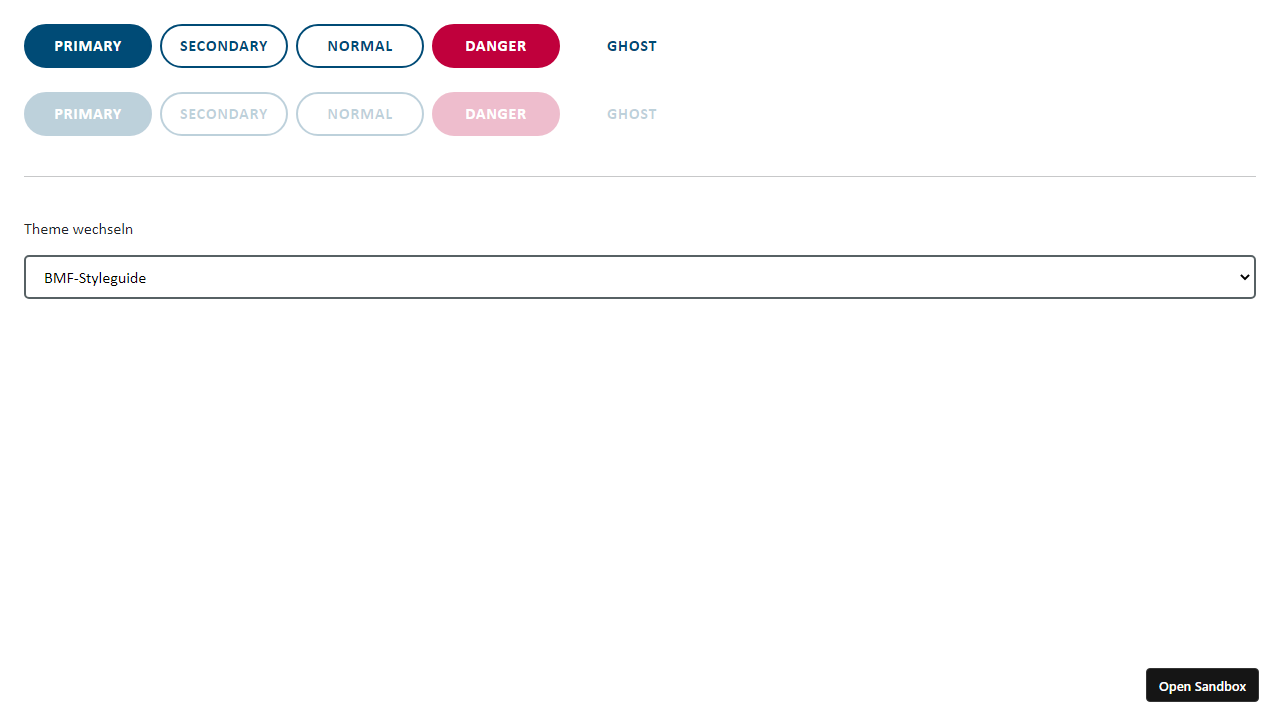 PRIMARY SECONDARY NORMAL DANGER GHOST
PRIMARY SECONDARY NORMAL DANGER GHOST
Theme wechseln
BMF-Styleguide
Open Sandbox